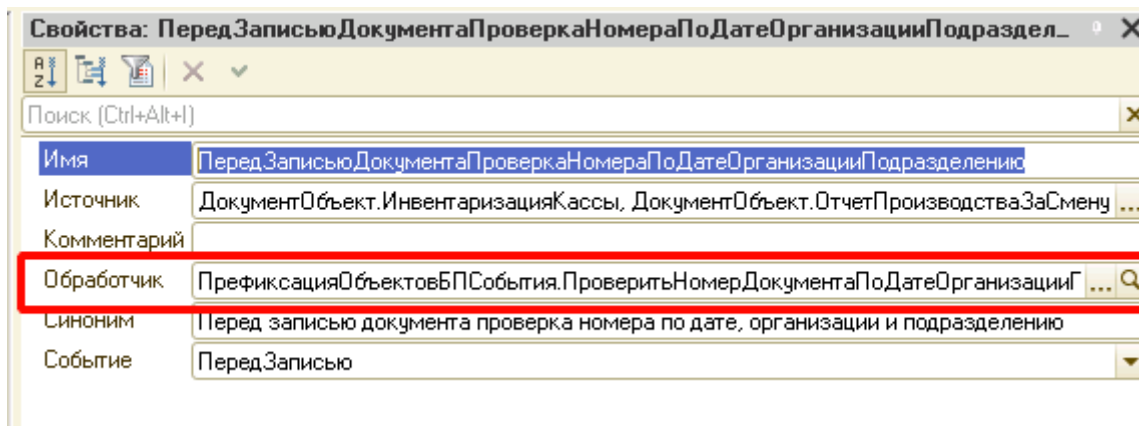 Свойства: ПередЗаписьюДокументаПроверкаНомераПоДатеОрганизацииПодраздел_
Поиск (Ctrl+Alt+I)
Имя ПередЗаписьюДокументаПроверкаНомераПоДатеОрганизацииПодразделению
Источник ДокументОбъект.ИнвентаризацияКассы, ДокументОбъект.ОтчетПроизводстваЗаСмену ...
Комментарий
Обработчик ПрефиксацияОбъектовБПСобытия.ПроверитьНомерДокументаПоДатеОрганизацииГ ...
Синоним Перед записью документа проверка номера по дате, организации и подразделению
Событие ПередЗаписью